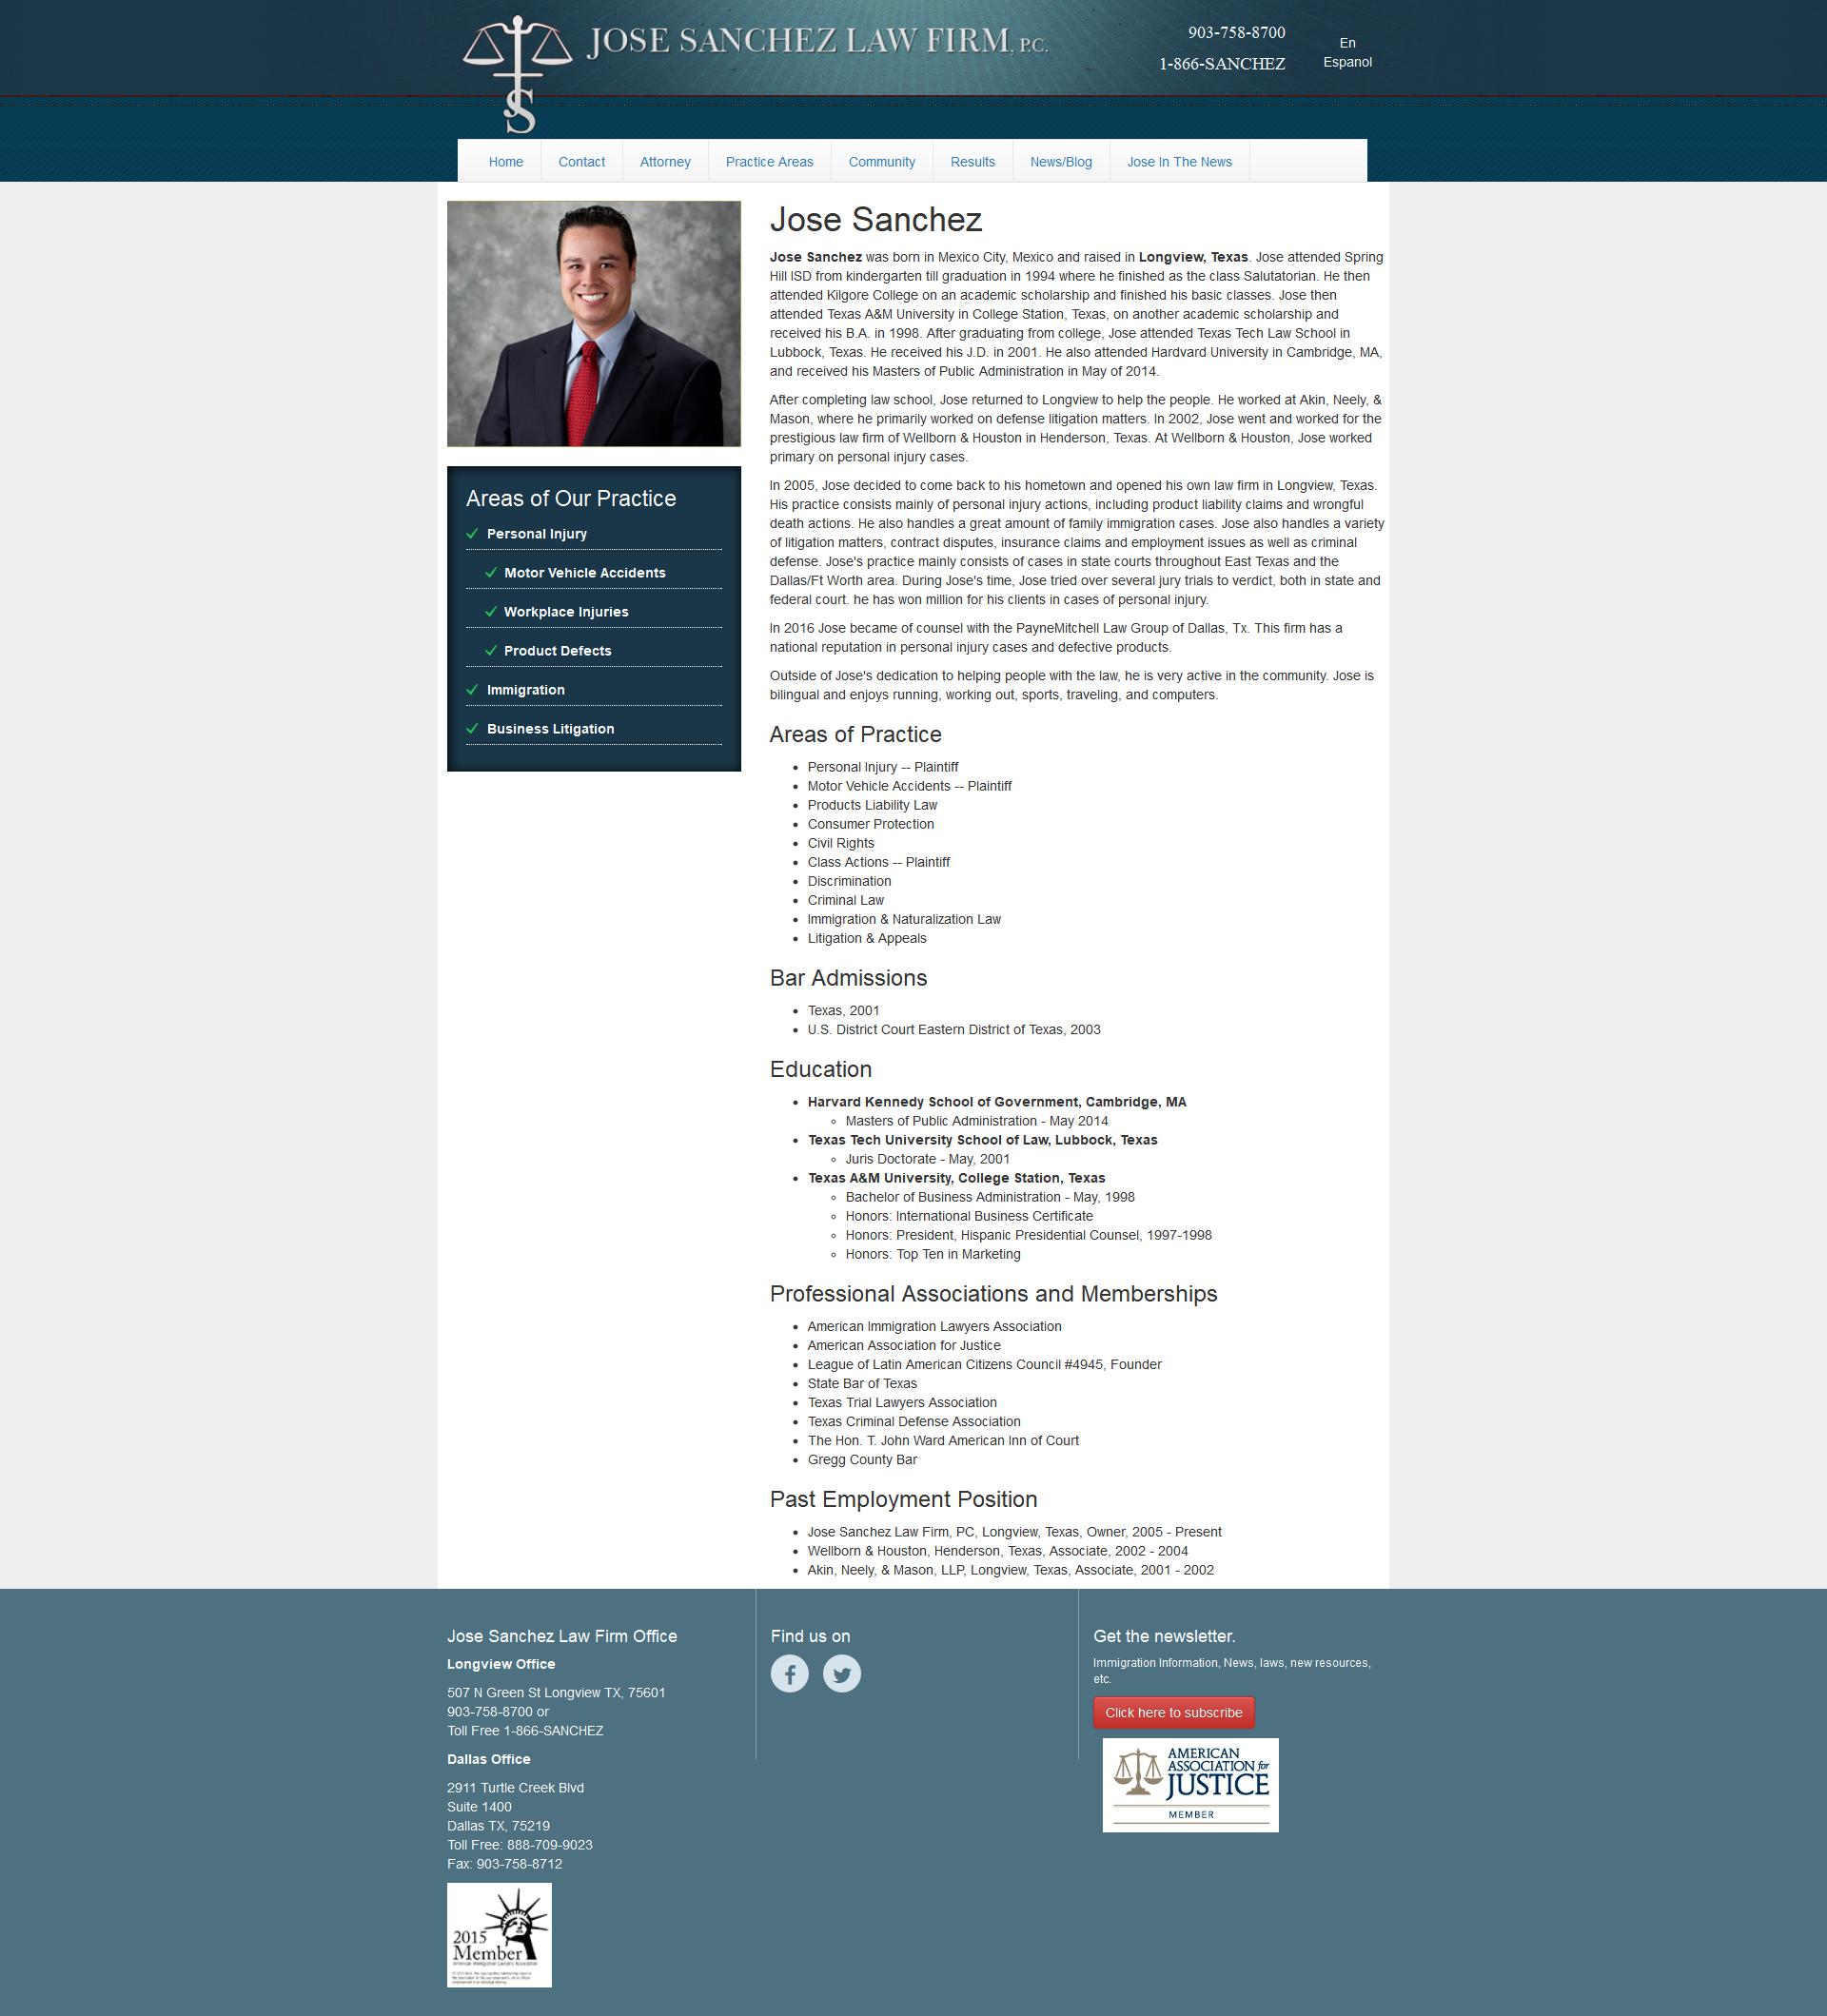 JOSE SANCHEZ LAW FIRM, P.C.
903-758-8700
1-866-SANCHEZ
En
Espanol
JS
Home
Contact
Attorney
Practice Areas
Community
Results
News/Blog
Jose In The News
Areas of Our Practice
Personal Injury
Motor Vehicle Accidents
Workplace Injuries
Product Defects
Immigration
Business Litigation
Jose Sanchez
Jose Sanchez was born in Mexico City, Mexico and raised in Longview, Texas. Jose attended Spring
Hill ISD from kindergarten till graduation in 1994 where he finished as the class Salutatorian. He then
attended Kilgore College on an academic scholarship and finished his basic classes. Jose then
attended Texas A&M University in College Station, Texas, on another academic scholarship and
received his B.A. in 1998. After graduating from college, Jose attended Texas Tech Law School in
Lubbock, Texas. He received his J.D. in 2001. He also attended Hardvard University in Cambridge, MA,
and received his Masters of Public Administration in May of 2014.
After completing law school, Jose returned to Longview to help the people. He worked at Akin, Neely, &
Mason, where he primarily worked on defense litigation matters. In 2002, Jose went and worked for the
prestigious law firm of Wellborn & Houston in Henderson, Texas. At Wellborn & Houston, Jose worked
primary on personal injury cases.
In 2005, Jose decided to come back to his hometown and opened his own law firm in Longview, Texas.
His practice consists mainly of personal injury actions, including product liability claims and wrongful
death actions. He also handles a great amount of family immigration cases. Jose also handles a variety
of litigation matters, contract disputes, insurance claims and employment issues as well as criminal
defense. Jose's practice mainly consists of cases in state courts throughout East Texas and the
Dallas/Ft Worth area. During Jose's time, Jose tried over several jury trials to verdict, both in state and
federal court. he has won million for his clients in cases of personal injury.
In 2016 Jose became of counsel with the PayneMitchell Law Group of Dallas, Tx. This firm has a
national reputation in personal injury cases and defective products.
Outside of Jose's dedication to helping people with the law, he is very active in the community. Jose is
bilingual and enjoys running, working out, sports, traveling, and computers.
Areas of Practice
Personal Injury -- Plaintiff
Motor Vehicle Accidents -- Plaintiff
Products Liability Law
Consumer Protection
Civil Rights
Class Actions -- Plaintiff
Discrimination
Criminal Law
Immigration & Naturalization Law
Litigation & Appeals
Bar Admissions
Texas, 2001
U.S. District Court Eastern District of Texas, 2003
Education
Harvard Kennedy School of Government, Cambridge, MA
Masters of Public Administration - May 2014
Texas Tech University School of Law, Lubbock, Texas
Juris Doctorate - May, 2001
Texas A&M University, College Station, Texas
Bachelor of Business Administration - May, 1998
Honors: International Business Certificate
Honors: President, Hispanic Presidential Counsel, 1997-1998
Honors: Top Ten in Marketing
Professional Associations and Memberships
American Immigration Lawyers Association
American Association for Justice
League of Latin American Citizens Council #4945, Founder
State Bar of Texas
Texas Trial Lawyers Association
Texas Criminal Defense Association
The Hon. T. John Ward American Inn of Court
Gregg County Bar
Past Employment Position
Jose Sanchez Law Firm, PC, Longview, Texas, Owner, 2005 - Present
Wellborn & Houston, Henderson, Texas, Associate, 2002 - 2004
Akin, Neely, & Mason, LLP, Longview, Texas, Associate, 2001 - 2002
Jose Sanchez Law Firm Office
Longview Office
507 N Green St Longview TX, 75601
903-758-8700 or
Toll Free 1-866-SANCHEZ
Dallas Office
2911 Turtle Creek Blvd
Suite 1400
Dallas TX, 75219
Toll Free: 888-709-9023
Fax: 903-758-8712
2015
Member
American Immigration Lawyers Association
Find us on
Get the newsletter.
Immigration Information, News, laws, new resources,
etc.
Click here to subscribe
AMERICAN
ASSOCIATION for
JUSTICE
MEMBER